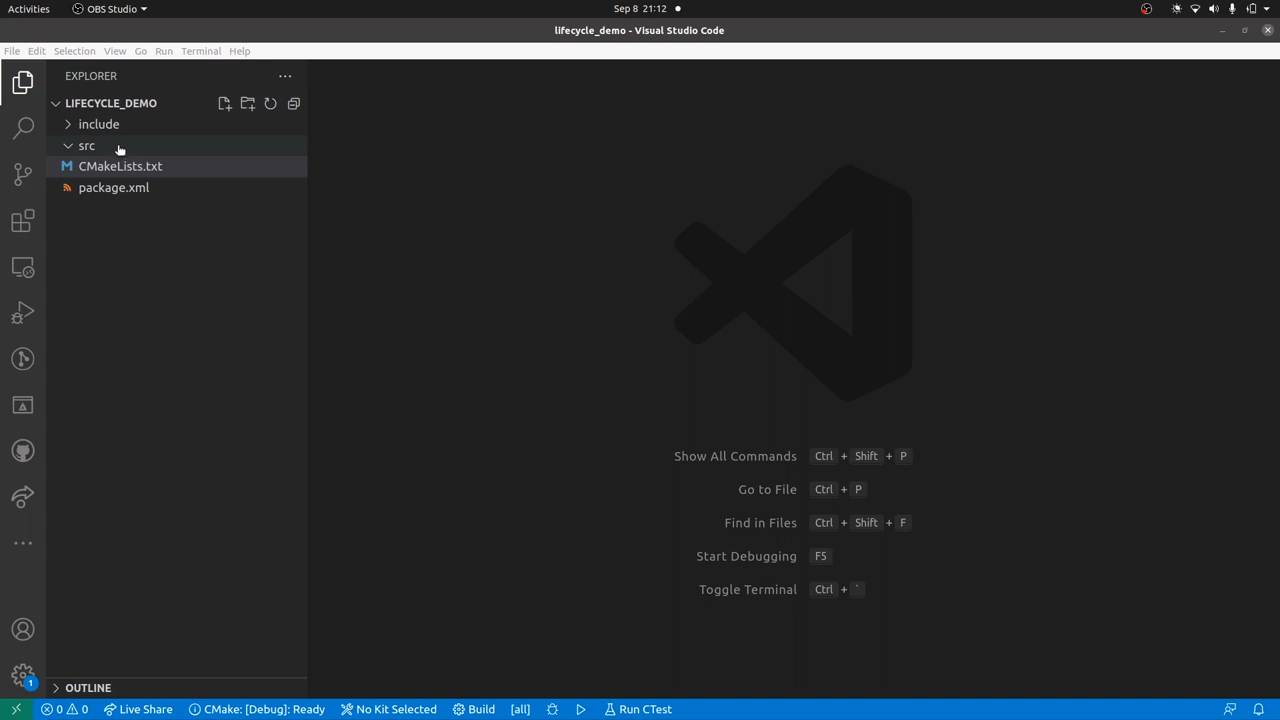 Activities OBS Studio Sep 8 21:12
lifecycle_demo - Visual Studio Code
File Edit Selection View Go Run Terminal Help
EXPLORER
LIFECYCLE_DEMO
include
src
CMakeLists.txt
package.xml
Show All Commands Ctrl + Shift + P
Go to File Ctrl + P
Find in Files Ctrl + Shift + F
Start Debugging F5
Toggle Terminal Ctrl + `
1
OUTLINE
0 0 Live Share CMake: [Debug]: Ready No Kit Selected Build [all] Run CTest